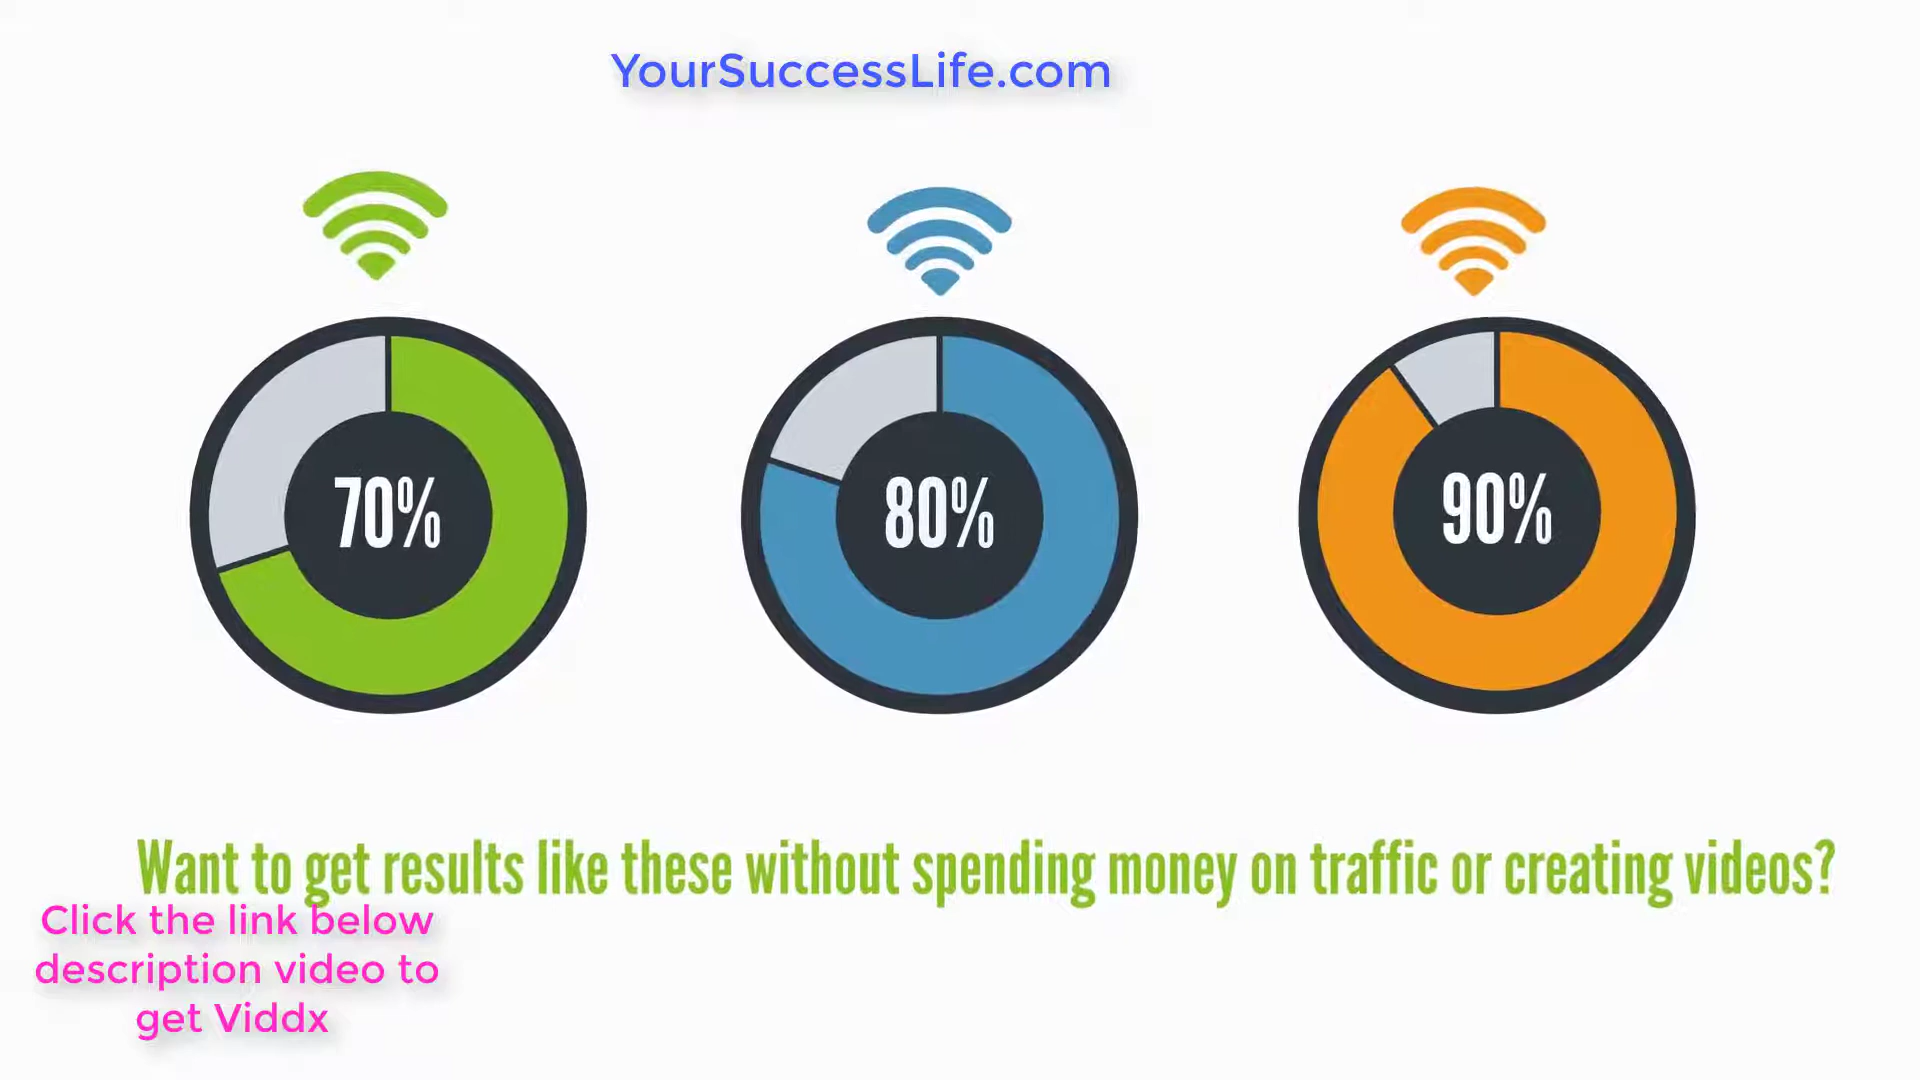 YourSuccessLife.com
70%
80%
90%
Want to get results like these without spending money on traffic or creating videos?
Click the link below
description video to
get Viddx